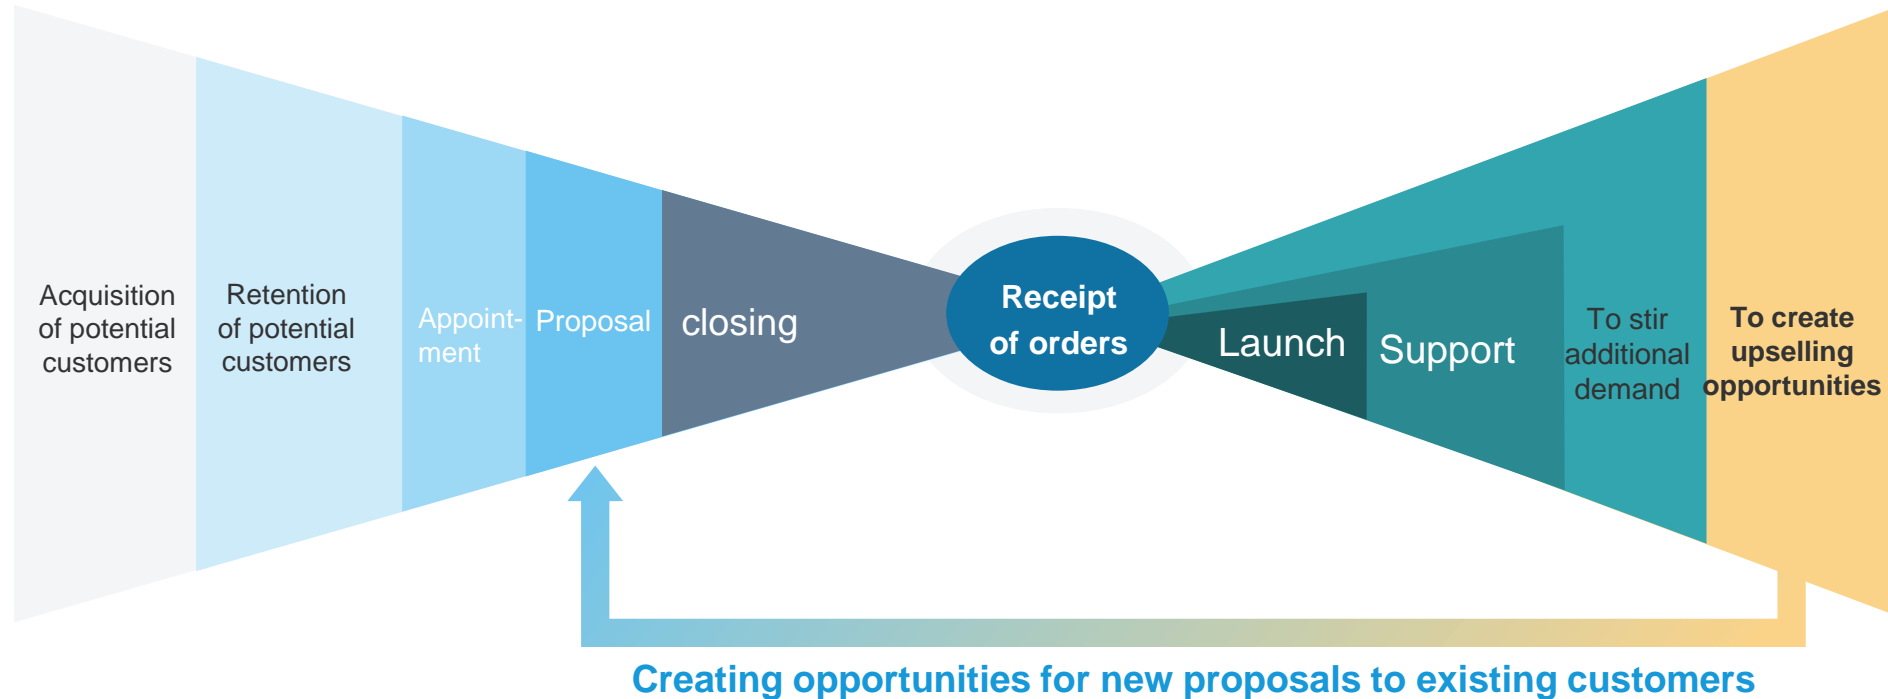 Acquisition
of potential
customers
Retention
of potential
customers
Appoint-
ment
Proposal
closing
Receipt
of orders
Launch
Support
To stir
additional
demand
To create
upselling
opportunities
Creating opportunities for new proposals to existing customers